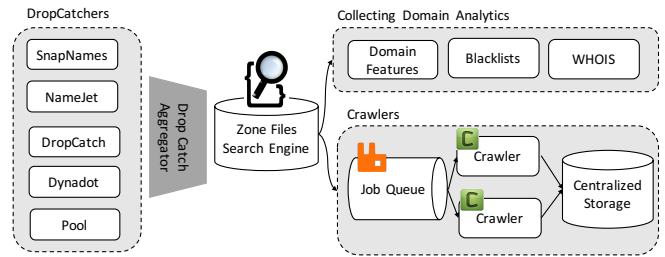 DropCatchers
SnapNames
NameJet
DropCatch
Dynadot
Pool
Drop Catch
Aggregator
{
}
Zone Files
Search Engine
Collecting Domain Analytics
Domain
Features
Blacklists
WHOIS
Crawlers
Job Queue
C
Crawler
C
Crawler
Centralized
Storage